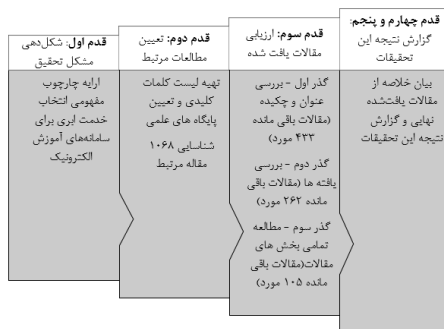 قدم اول: شکل‌دهی
مشکل تحقیق
ارایه چارچوب
مفهومی انتخاب
خدمت ابری برای
سامانه‌های آموزش
الکترونیک
قدم دوم: تعیین
مطالعات مرتبط
تهیه لیست کلمات
کلیدی و تعیین
پایگاه های علمی
شناسایی ۱۰۶۸
مقاله مرتبط
قدم سوم: ارزیابی
مقالات یافت شده
گذر اول - بررسی
عنوان و چکیده
(مقالات باقی مانده
۴۳۳ مورد)
گذر دوم - بررسی
یافته ها (مقالات باقی
مانده ۲۶۲ مورد)
گذر سوم - مطالعه
تمامی بخش های
مقالات(مقالات باقی
مانده ۱۰۵ مورد)
قدم چهارم و پنجم:
گزارش نتیجه این
تحقیقات
بیان خلاصه از
مقالات یافت‌شده
نهایی و گزارش
نتیجه این تحقیقات